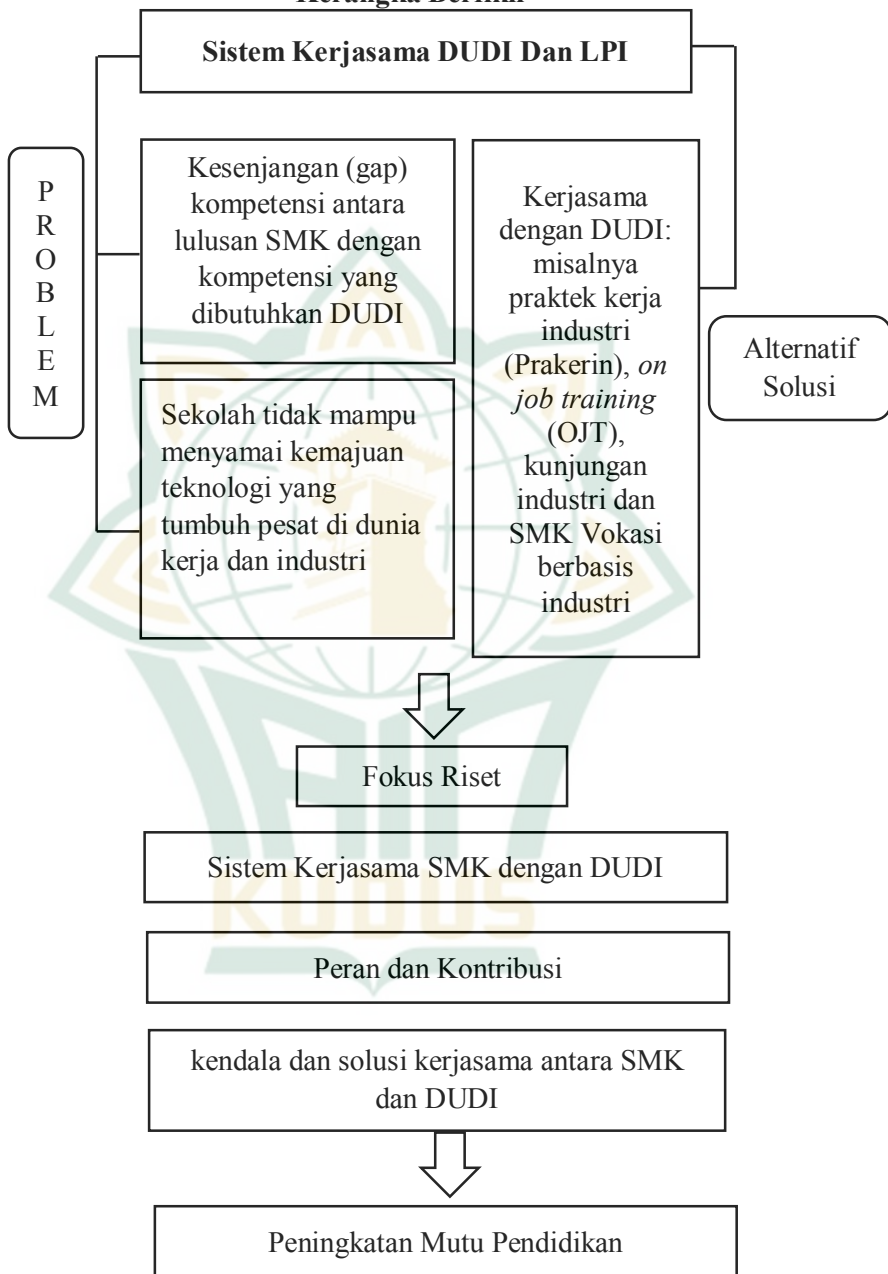 Kerangka Berfikir
Sistem Kerjasama DUDI Dan LPI
P
R
O
B
L
E
M
Kesenjangan (gap)
kompetensi antara
lulusan SMK dengan
kompetensi yang
dibutuhkan DUDI
Sekolah tidak mampu
menyamai kemajuan
teknologi yang
tumbuh pesat di dunia
kerja dan industri
Kerjasama
dengan DUDI:
misalnya
praktek kerja
industri
(Prakerin), on
job training
(OJT),
kunjungan
industri dan
SMK Vokasi
berbasis
industri
Alternatif
Solusi
Fokus Riset
Sistem Kerjasama SMK dengan DUDI
Peran dan Kontribusi
kendala dan solusi kerjasama antara SMK
dan DUDI
Peningkatan Mutu Pendidikan
IAIN
KUDUS